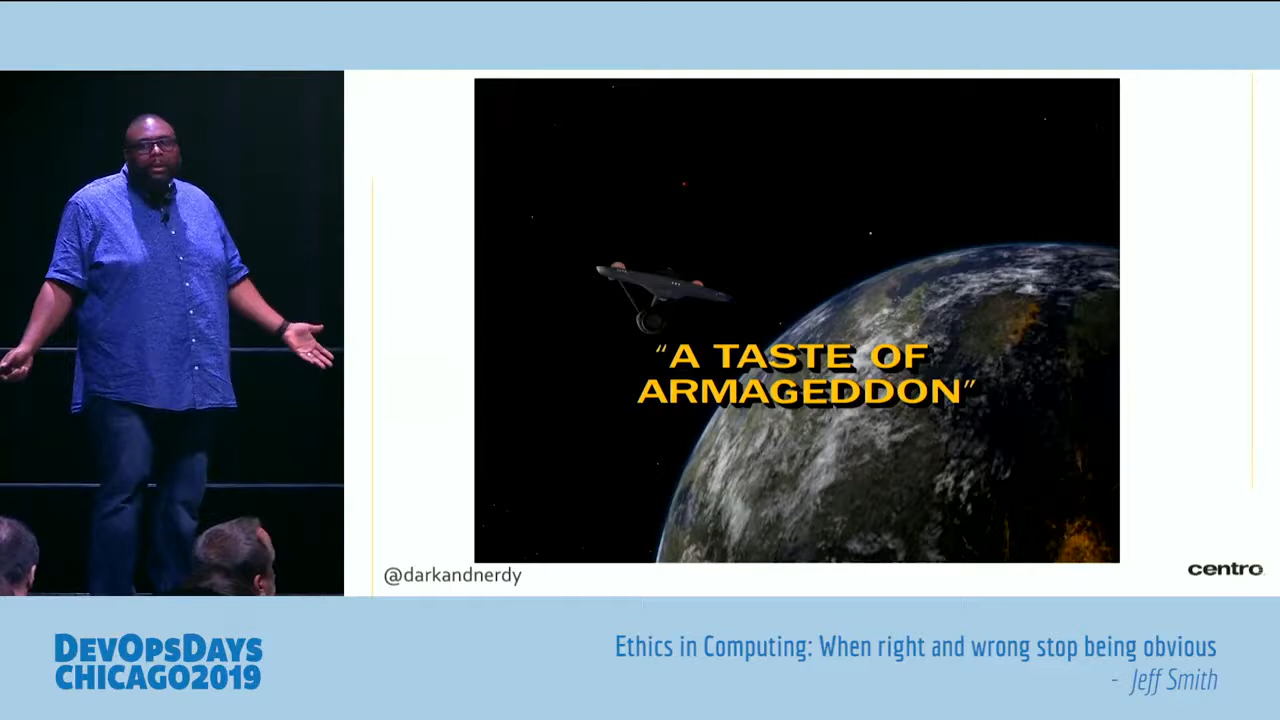 “A TASTE OF
ARMAGEDDON”
@darkandnerdy
centro
DEVOPSDAYS
CHICAGO2019
Ethics in Computing: When right and wrong stop being obvious
- Jeff Smith